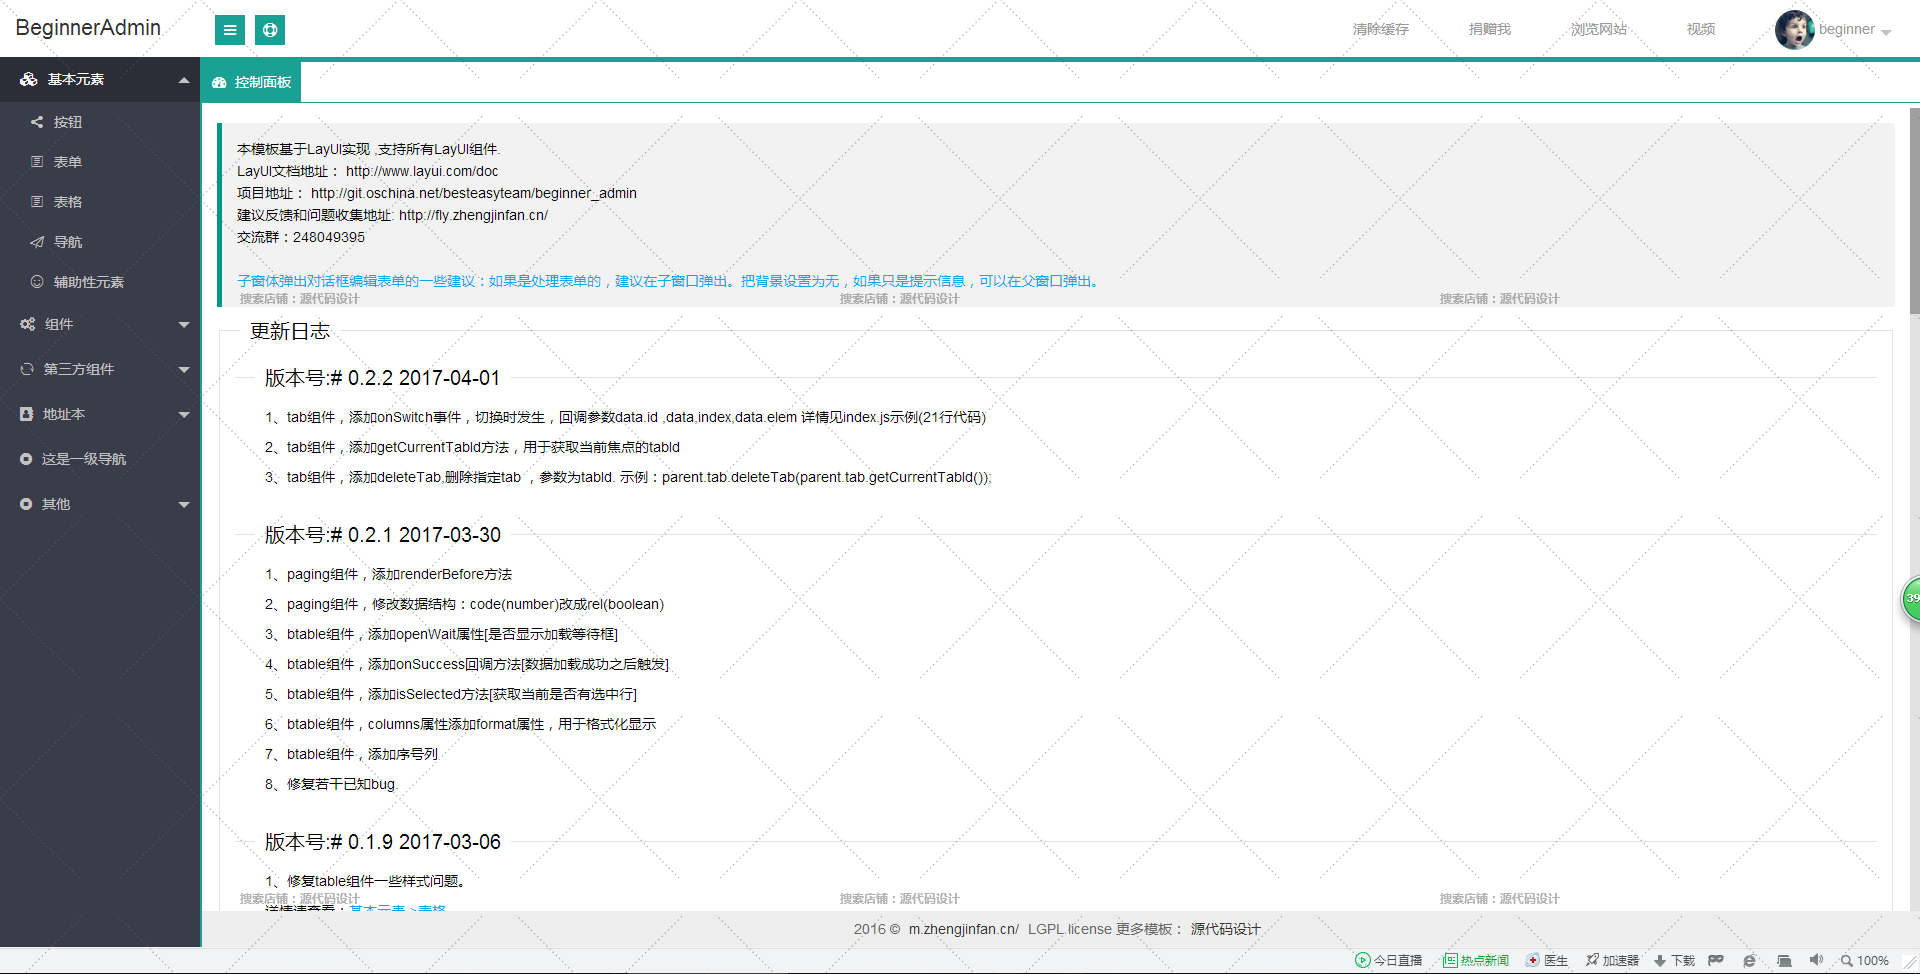 BeginnerAdmin
清除缓存 捐赠我 浏览网站 视频 beginner
基本元素
控制面板
按钮
表单
表格
导航
辅助性元素
组件
第三方组件
地址本
这是一级导航
其他
本模板基于LayUI实现 ,支持所有LayUI组件.
LayUI文档地址： http://www.layui.com/doc
项目地址： http://git.oschina.net/besteasyteam/beginner_admin
建议反馈和问题收集地址: http://fly.zhengjinfan.cn/
交流群：248049395
子窗体弹出对话框编辑表单的一些建议：如果是处理表单的，建议在子窗口弹出。把背景设置为无，如果只是提示信息，可以在父窗口弹出。
搜索店铺：源代码设计 搜索店铺：源代码设计 搜索店铺：源代码设计
更新日志
版本号:# 0.2.2 2017-04-01
1、tab组件，添加onSwitch事件，切换时发生，回调参数data.id ,data,index,data.elem 详情见index.js示例(21行代码)
2、tab组件，添加getCurrentTabId方法，用于获取当前焦点的tabId
3、tab组件，添加deleteTab,删除指定tab ，参数为tabId. 示例：parent.tab.deleteTab(parent.tab.getCurrentTabId());
版本号:# 0.2.1 2017-03-30
1、paging组件，添加renderBefore方法
2、paging组件，修改数据结构：code(number)改成rel(boolean)
3、btable组件，添加openWait属性[是否显示加载等待框]
4、btable组件，添加onSuccess回调方法[数据加载成功之后触发]
5、btable组件，添加isSelected方法[获取当前是否有选中行]
6、btable组件，columns属性添加format属性，用于格式化显示
7、btable组件，添加序号列
8、修复若干已知bug.
版本号:# 0.1.9 2017-03-06
1、修复table组件一些样式问题。
搜索店铺：源代码设计 搜索店铺：源代码设计 搜索店铺：源代码设计
详情请查看：基本元素->表格
2016 © m.zhengjinfan.cn/ LGPL license 更多模板： 源代码设计
今日直播 热点新闻 医生 加速器 下载 100%
39